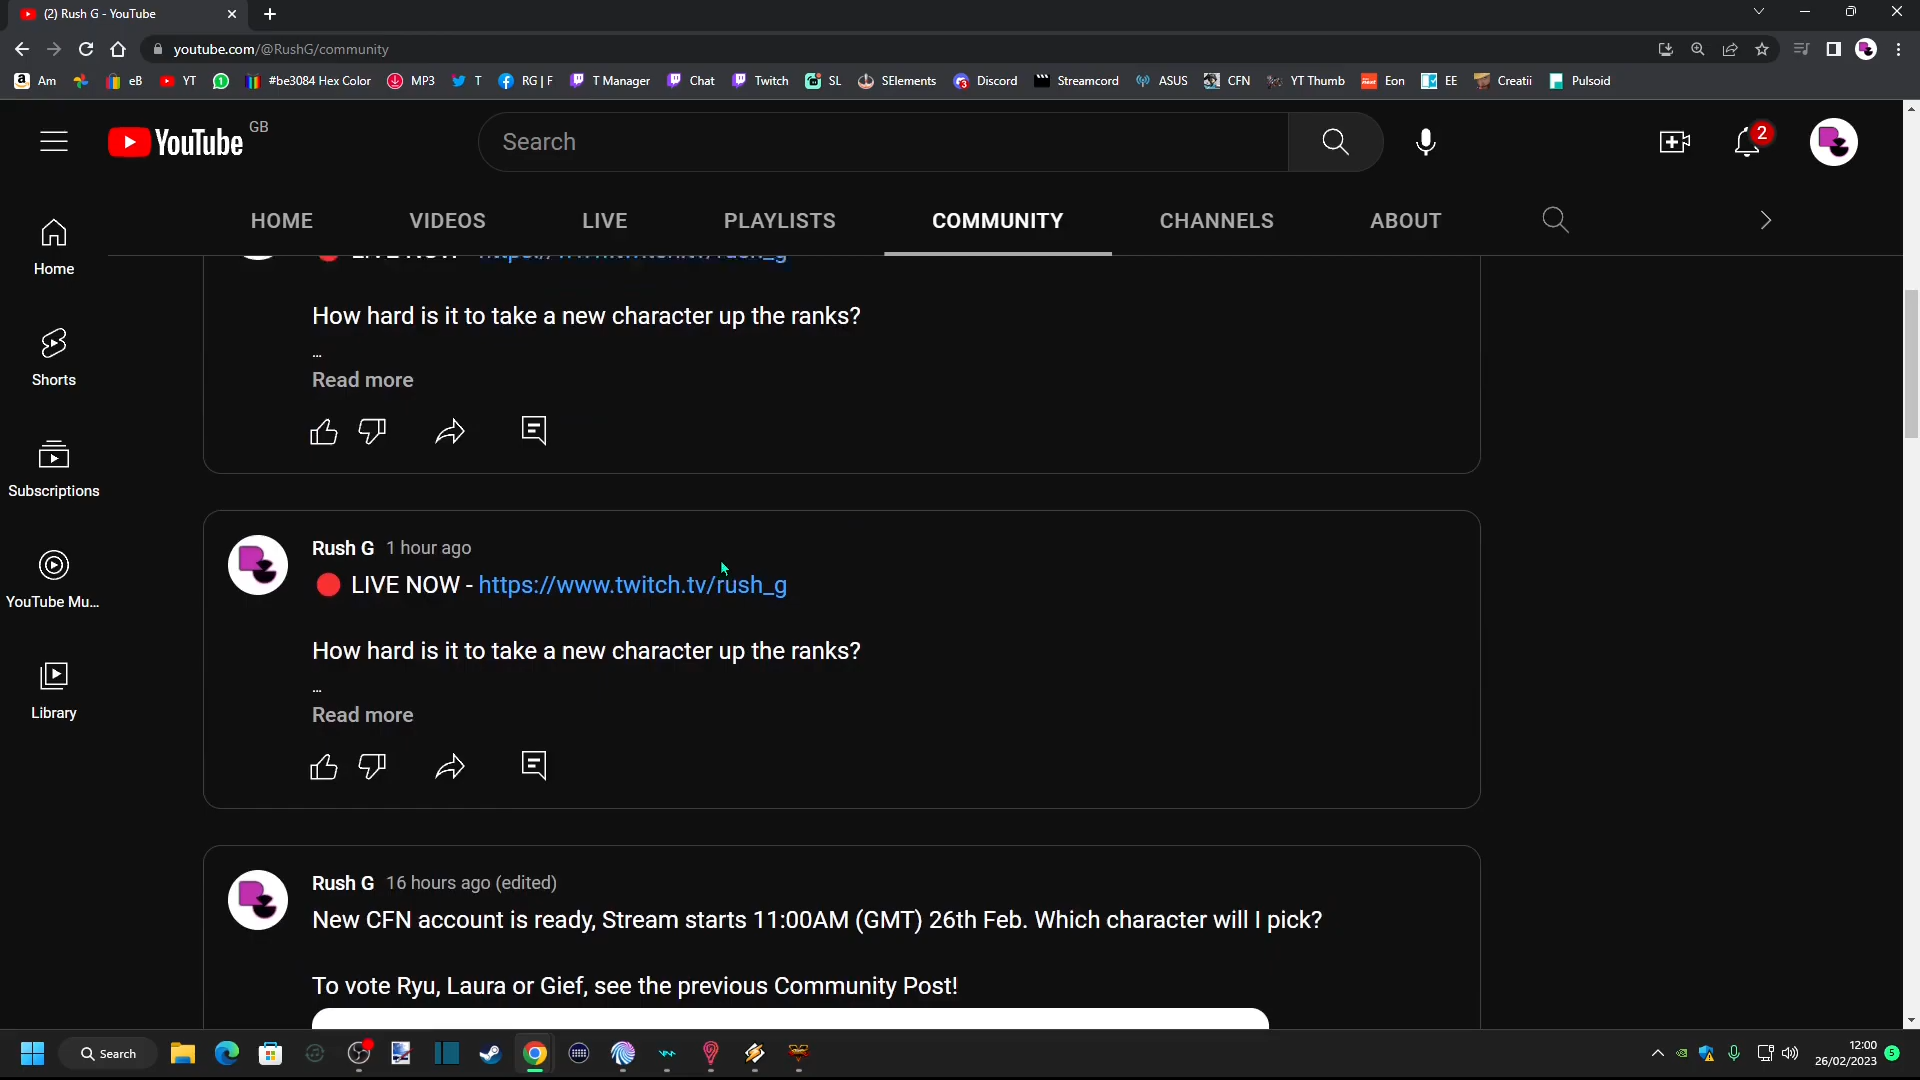 (2) Rush G - YouTube
youtube.com/@RushG/community
Am
eB
YT
#be3084 Hex Color
MP3
T
RG | F
T Manager
Chat
Twitch
SL
SElements
Discord
Streamcord
ASUS
CFN
YT Thumb
Eon
EE
Creatii
Pulsoid
YouTube GB
Search
2
HOME
VIDEOS
LIVE
PLAYLISTS
COMMUNITY
CHANNELS
ABOUT
Home
Shorts
Subscriptions
YouTube Mu...
Library
How hard is it to take a new character up the ranks?
...
Read more
Rush G 1 hour ago
🔴 LIVE NOW - https://www.twitch.tv/rush_g
How hard is it to take a new character up the ranks?
...
Read more
Rush G 16 hours ago (edited)
New CFN account is ready, Stream starts 11:00AM (GMT) 26th Feb. Which character will I pick?
To vote Ryu, Laura or Gief, see the previous Community Post!
Search
12:00
26/02/2023
5